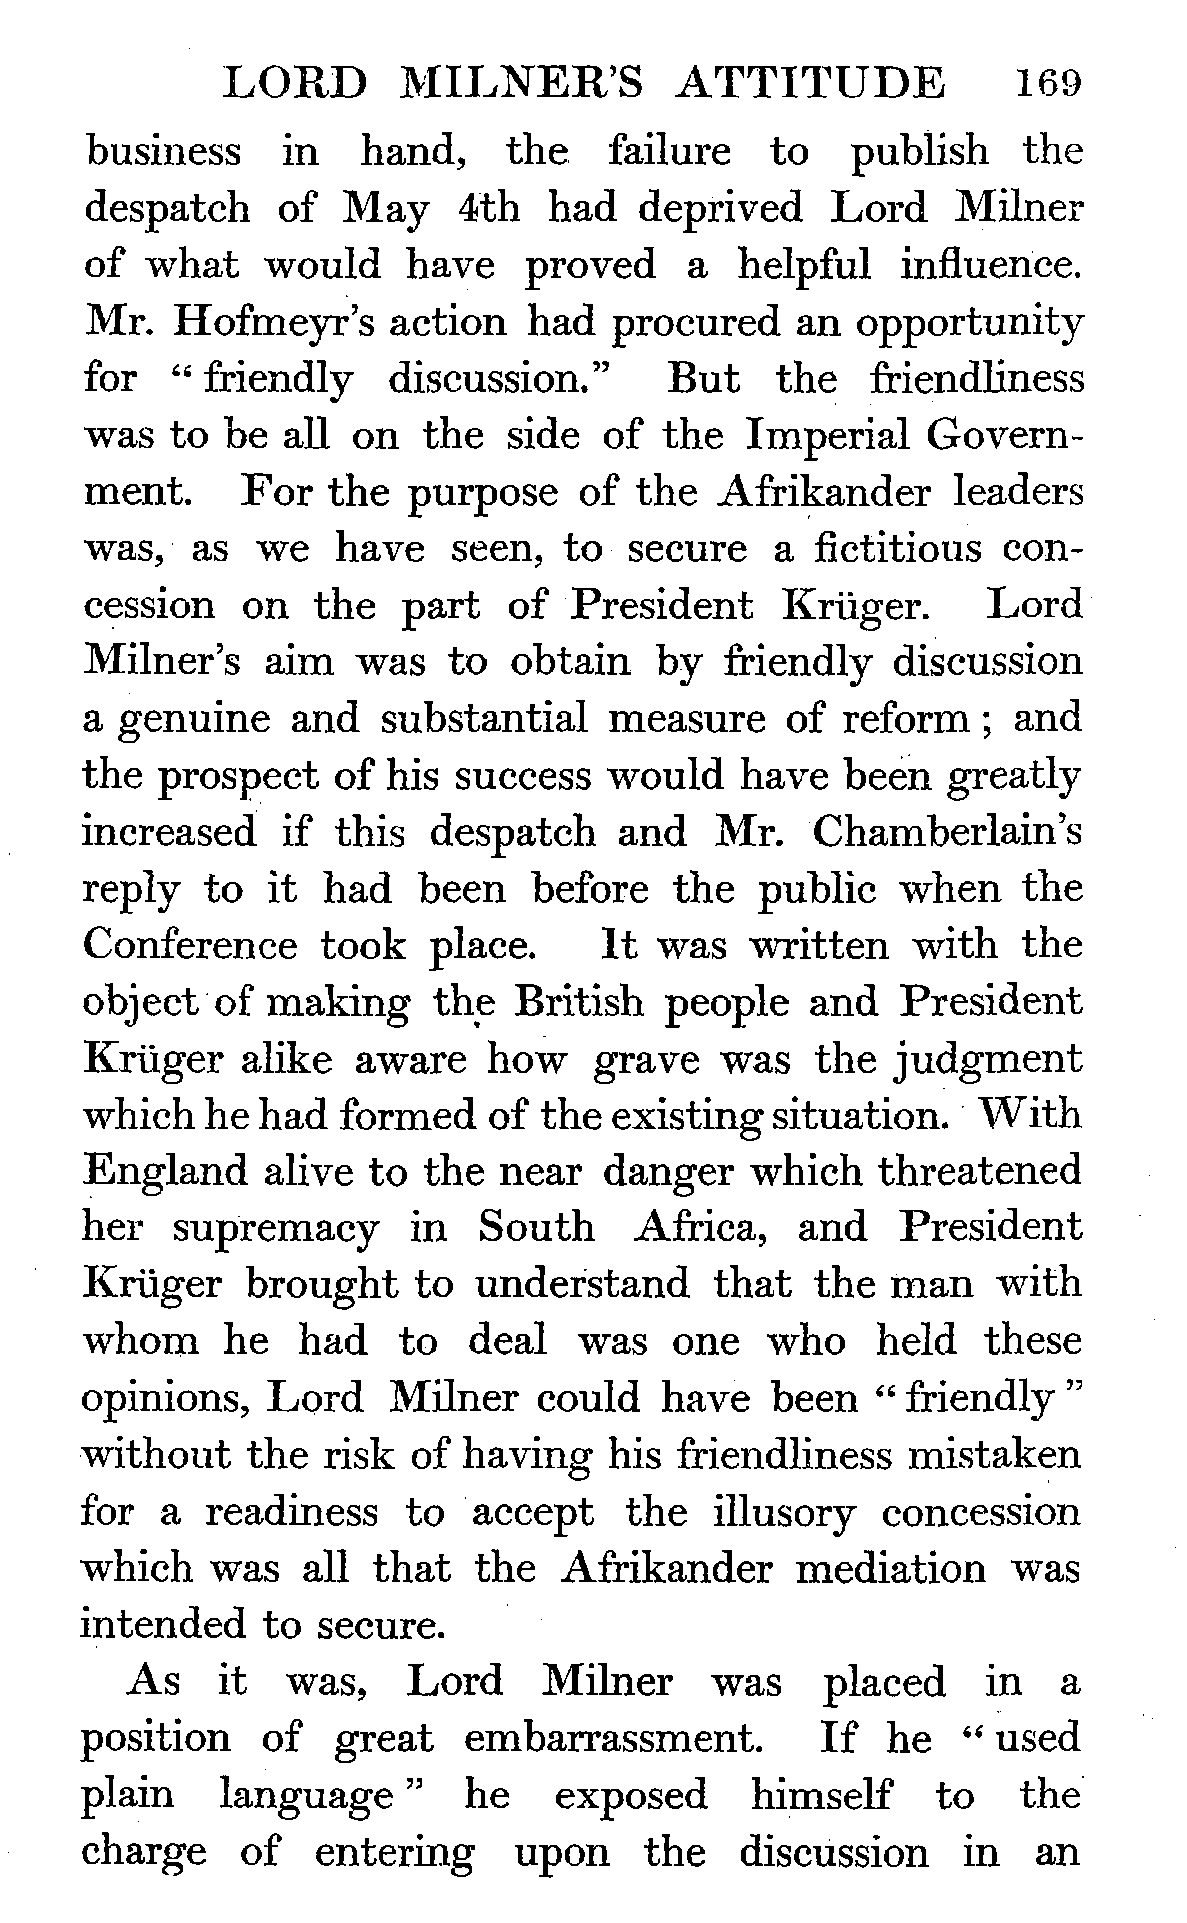 LORD MILNER'S ATTITUDE 169
business in hand, the failure to publish the
despatch of May 4th had deprived Lord Milner
of what would have proved a helpful influence.
Mr. Hofmeyr's action had procured an opportunity
for “ friendly discussion.” But the friendliness
was to be all on the side of the Imperial Govern-
ment. For the purpose of the Afrikander leaders
was, as we have seen, to secure a fictitious con-
cession on the part of President Krüger. Lord
Milner's aim was to obtain by friendly discussion
a genuine and substantial measure of reform ; and
the prospect of his success would have been greatly
increased if this despatch and Mr. Chamberlain's
reply to it had been before the public when the
Conference took place. It was written with the
object of making the British people and President
Krüger alike aware how grave was the judgment
which he had formed of the existing situation. With
England alive to the near danger which threatened
her supremacy in South Africa, and President
Krüger brought to understand that the man with
whom he had to deal was one who held these
opinions, Lord Milner could have been “ friendly ”
without the risk of having his friendliness mistaken
for a readiness to accept the illusory concession
which was all that the Afrikander mediation was
intended to secure.
As it was, Lord Milner was placed in a
position of great embarrassment. If he “ used
plain language ” he exposed himself to the
charge of entering upon the discussion in an